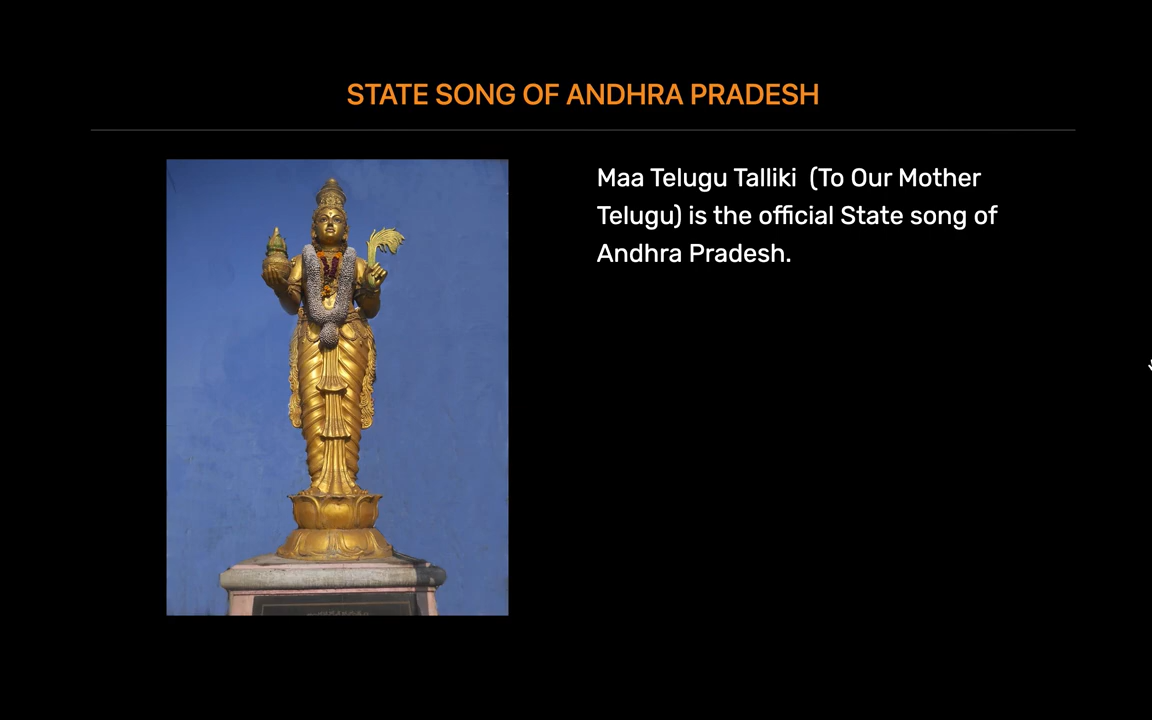 STATE SONG OF ANDHRA PRADESH
Maa Telugu Talliki (To Our Mother
Telugu) is the official State song of
Andhra Pradesh.